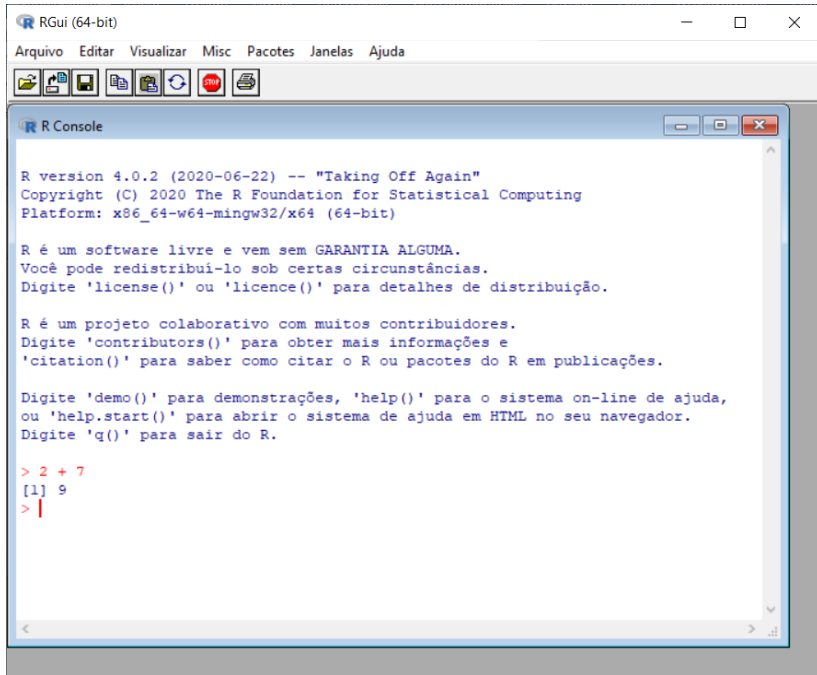 RGui (64-bit)
Arquivo Editar Visualizar Misc Pacotes Janelas Ajuda
STOP
R Console
R version 4.0.2 (2020-06-22) -- "Taking Off Again"
Copyright (C) 2020 The R Foundation for Statistical Computing
Platform: x86_64-w64-mingw32/x64 (64-bit)
R é um software livre e vem sem GARANTIA ALGUMA.
Você pode redistribuí-lo sob certas circunstâncias.
Digite 'license()' ou 'licence()' para detalhes de distribuição.
R é um projeto colaborativo com muitos contribuidores.
Digite 'contributors()' para obter mais informações e
'citation()' para saber como citar o R ou pacotes do R em publicações.
Digite 'demo()' para demonstrações, 'help()' para o sistema on-line de ajuda,
ou 'help.start()' para abrir o sistema de ajuda em HTML no seu navegador.
Digite 'q()' para sair do R.
> 2 + 7
[1] 9
>